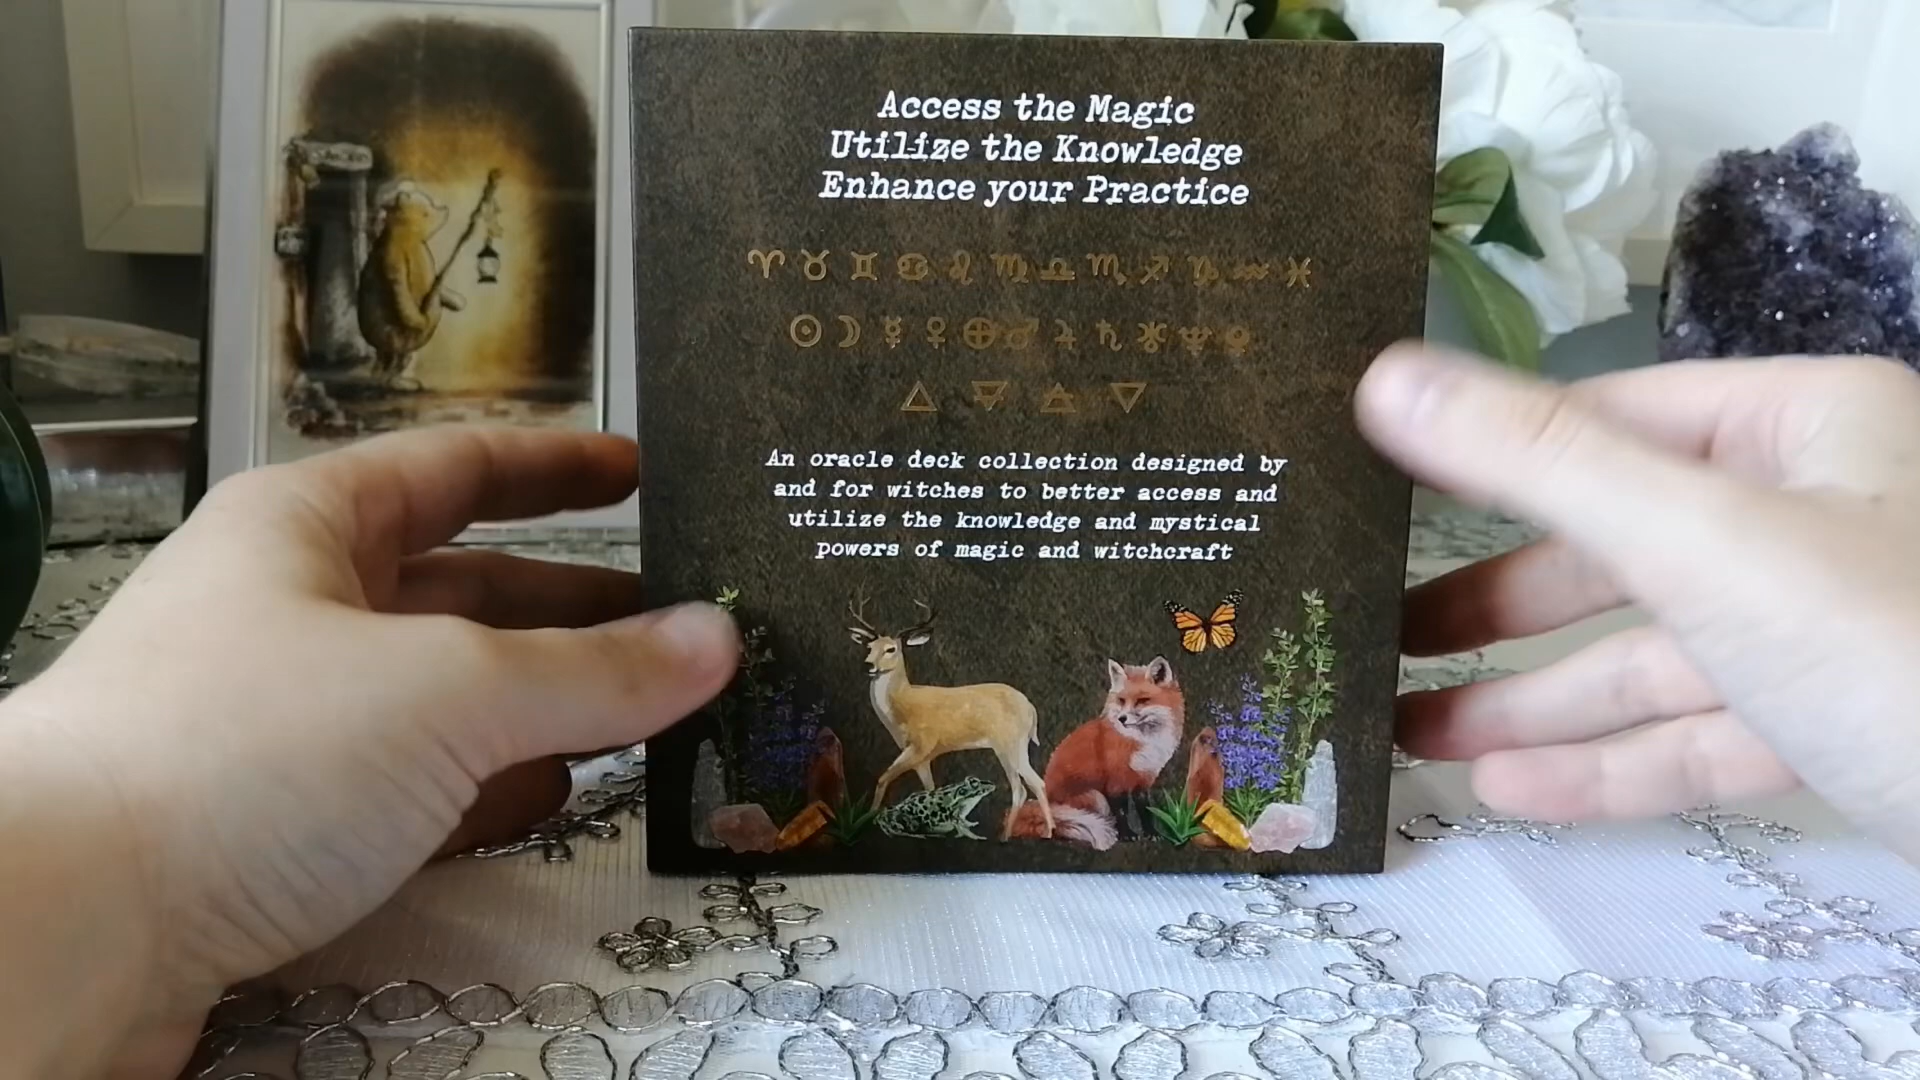 Access the Magic
Utilize the Knowledge
Enhance your Practice
♈ ♉ ♊ ♋ ♌ ♍ ♎ ♏ ♐ ♑ ♒ ♓
An oracle deck collection designed by
and for witches to better access and
utilize the knowledge and mystical
powers of magic and witchcraft